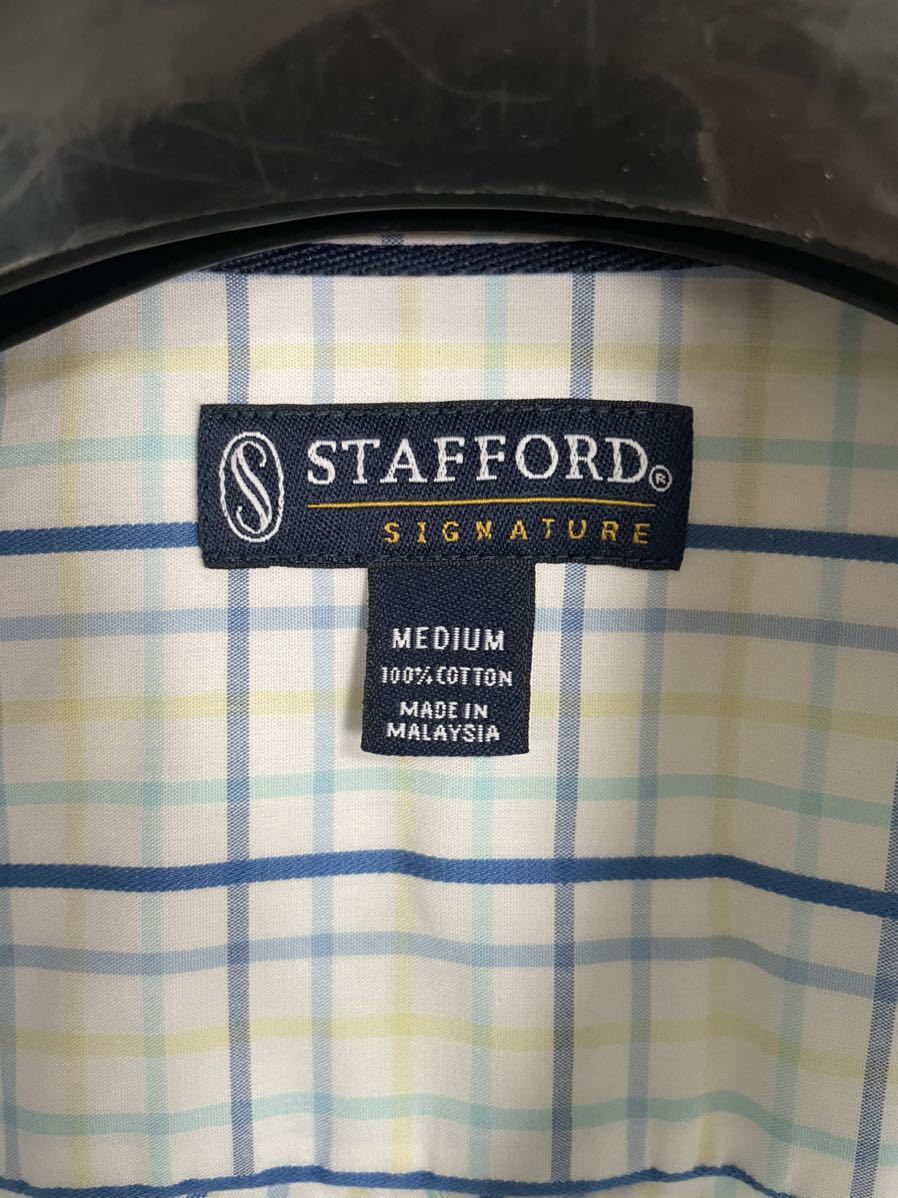 S STAFFORD®
SIGNATURE
MEDIUM
100% COTTON
MADE IN
MALAYSIA